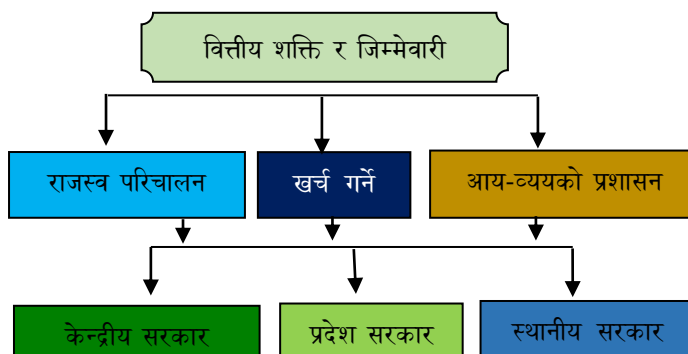 वित्तीय शक्ति र जिम्मेवारी
राजस्व परिचालन
खर्च गर्ने
आय-व्ययको प्रशासन
केन्द्रीय सरकार
प्रदेश सरकार
स्थानीय सरकार